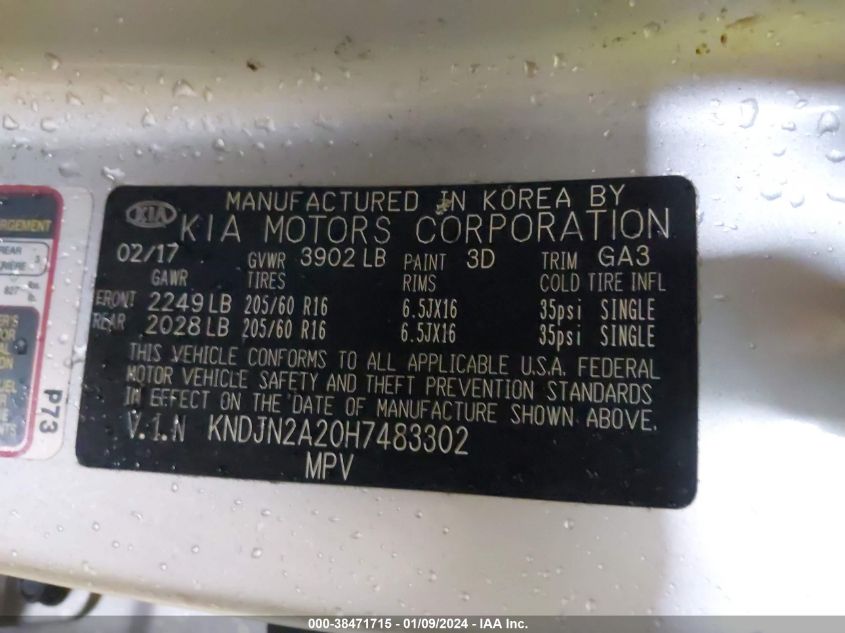 MANUFACTURED IN KOREA BY
KIA KIA MOTORS CORPORATION
02/17 GVWR 3902 LB PAINT 3D TRIM GA3
GAWR TIRES RIMS COLD TIRE INFL
FRONT 2249 LB 205/60 R16 6.5JX16 35psi SINGLE
REAR 2028 LB 205/60 R16 6.5JX16 35psi SINGLE
THIS VEHICLE CONFORMS TO ALL APPLICABLE U.S.A. FEDERAL
MOTOR VEHICLE SAFETY AND THEFT PREVENTION STANDARDS
IN EFFECT ON THE DATE OF MANUFACTURE SHOWN ABOVE.
V.I.N KNDJN2A20H7483302
MPV
REAR
827
P73
000-38471715 - 01/09/2024 - IAA Inc.